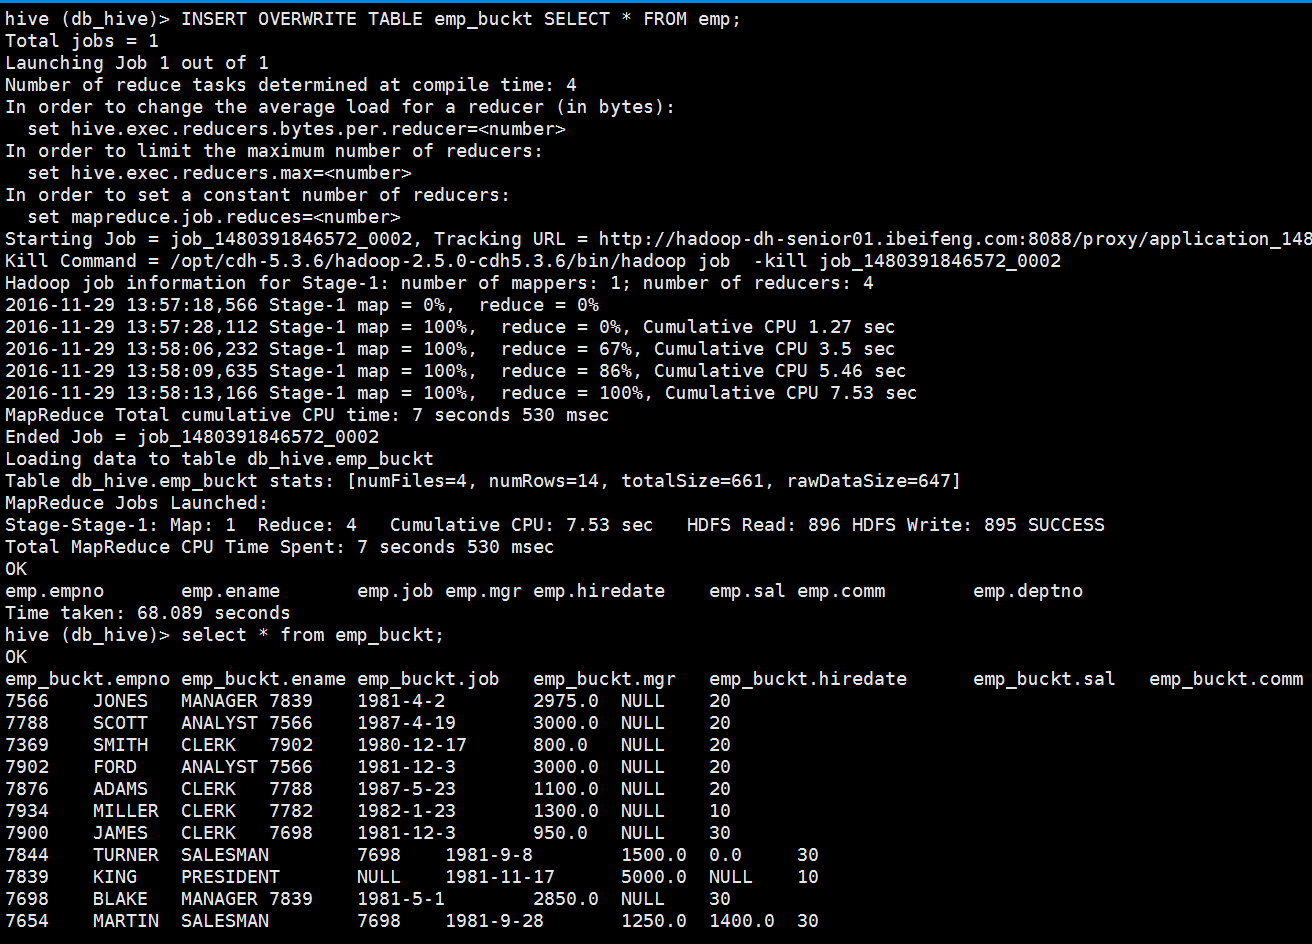 hive (db_hive)> INSERT OVERWRITE TABLE emp_buckt SELECT * FROM emp;
Total jobs = 1
Launching Job 1 out of 1
Number of reduce tasks determined at compile time: 4
In order to change the average load for a reducer (in bytes):
  set hive.exec.reducers.bytes.per.reducer=<number>
In order to limit the maximum number of reducers:
  set hive.exec.reducers.max=<number>
In order to set a constant number of reducers:
  set mapreduce.job.reduces=<number>
Starting Job = job_1480391846572_0002, Tracking URL = http://hadoop-dh-senior01.ibeifeng.com:8088/proxy/application_148
Kill Command = /opt/cdh-5.3.6/hadoop-2.5.0-cdh5.3.6/bin/hadoop job  -kill job_1480391846572_0002
Hadoop job information for Stage-1: number of mappers: 1; number of reducers: 4
2016-11-29 13:57:18,566 Stage-1 map = 0%,  reduce = 0%
2016-11-29 13:57:28,112 Stage-1 map = 100%,  reduce = 0%, Cumulative CPU 1.27 sec
2016-11-29 13:58:06,232 Stage-1 map = 100%,  reduce = 67%, Cumulative CPU 3.5 sec
2016-11-29 13:58:09,635 Stage-1 map = 100%,  reduce = 86%, Cumulative CPU 5.46 sec
2016-11-29 13:58:13,166 Stage-1 map = 100%,  reduce = 100%, Cumulative CPU 7.53 sec
MapReduce Total cumulative CPU time: 7 seconds 530 msec
Ended Job = job_1480391846572_0002
Loading data to table db_hive.emp_buckt
Table db_hive.emp_buckt stats: [numFiles=4, numRows=14, totalSize=661, rawDataSize=647]
MapReduce Jobs Launched:
Stage-Stage-1: Map: 1  Reduce: 4   Cumulative CPU: 7.53 sec   HDFS Read: 896 HDFS Write: 895 SUCCESS
Total MapReduce CPU Time Spent: 7 seconds 530 msec
OK
emp.empno       emp.ename       emp.job emp.mgr emp.hiredate    emp.sal emp.comm        emp.deptno
Time taken: 68.089 seconds
hive (db_hive)> select * from emp_buckt;
OK
emp_buckt.empno emp_buckt.ename emp_buckt.job   emp_buckt.mgr   emp_buckt.hiredate      emp_buckt.sal   emp_buckt.comm
7566    JONES   MANAGER 7839    1981-4-2        2975.0  NULL    20
7788    SCOTT   ANALYST 7566    1987-4-19       3000.0  NULL    20
7369    SMITH   CLERK   7902    1980-12-17      800.0   NULL    20
7902    FORD    ANALYST 7566    1981-12-3       3000.0  NULL    20
7876    ADAMS   CLERK   7788    1987-5-23       1100.0  NULL    20
7934    MILLER  CLERK   7782    1982-1-23       1300.0  NULL    10
7900    JAMES   CLERK   7698    1981-12-3       950.0   NULL    30
7844    TURNER  SALESMAN        7698    1981-9-8        1500.0  0.0     30
7839    KING    PRESIDENT       NULL    1981-11-17      5000.0  NULL    10
7698    BLAKE   MANAGER 7839    1981-5-1        2850.0  NULL    30
7654    MARTIN  SALESMAN        7698    1981-9-28       1250.0  1400.0  30